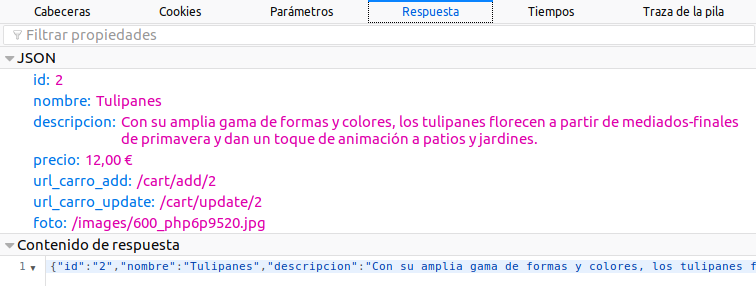 Cabeceras Cookies Parámetros Respuesta Tiempos Traza de la pila
Filtrar propiedades
JSON
id: 2
nombre: Tulipanes
descripcion: Con su amplia gama de formas y colores, los tulipanes florecen a partir de mediados-finales
de primavera y dan un toque de animación a patios y jardines.
precio: 12,00 €
url_carro_add: /cart/add/2
url_carro_update: /cart/update/2
foto: /images/600_php6p9520.jpg
Contenido de respuesta
1 {"id":"2","nombre":"Tulipanes","descripcion":"Con su amplia gama de formas y colores, los tulipanes f